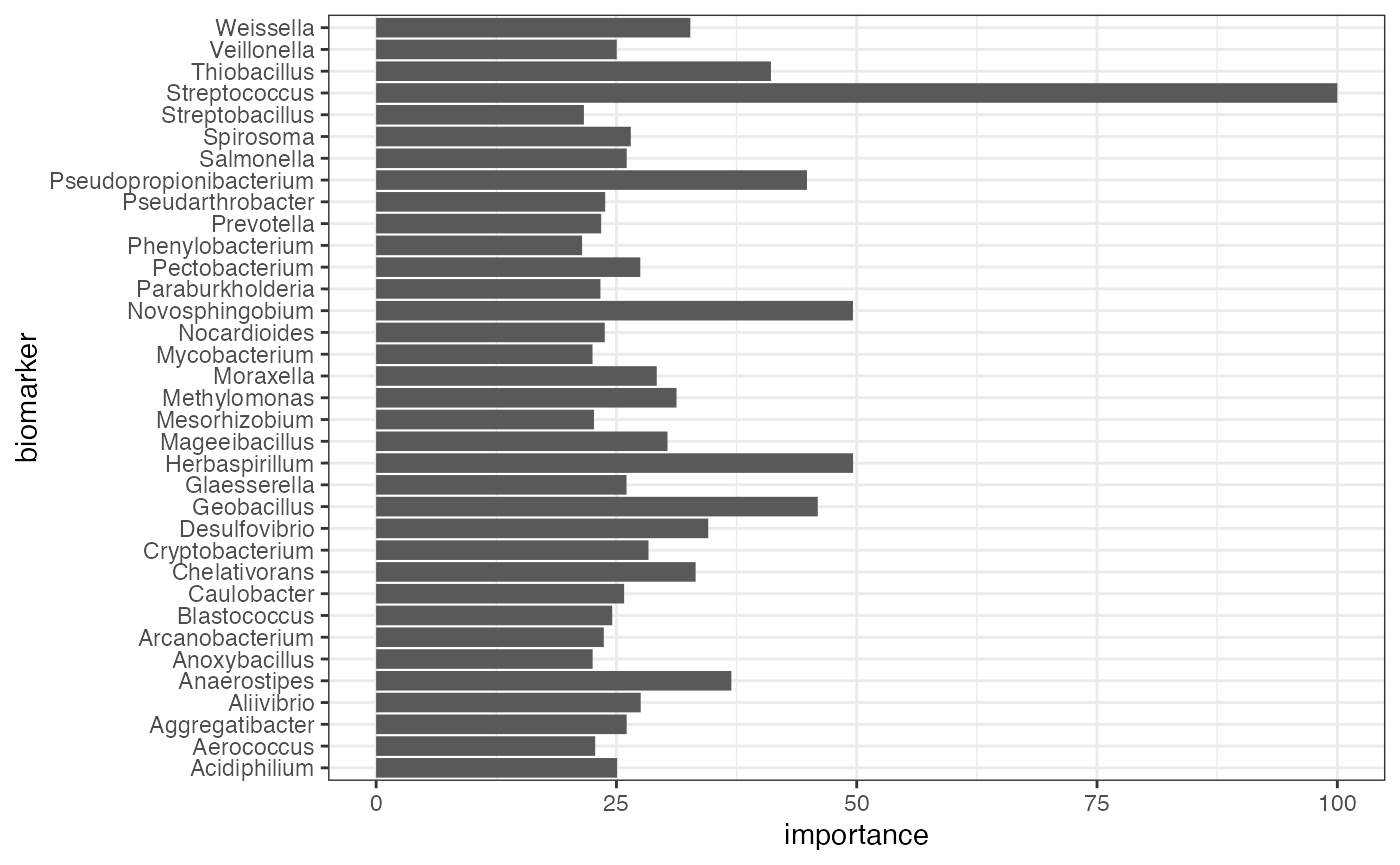 Weissella
Veillonella
Thiobacillus
Streptococcus
Streptobacillus
Spirosoma
Salmonella
Pseudopropionibacterium
Pseudarthrobacter
Prevotella
Phenylobacterium
Pectobacterium
Paraburkholderia
Novosphingobium
Nocardioides
Mycobacterium
Moraxella
Methylomonas
Mesorhizobium
Mageeibacillus
Herbaspirillum
Glaesserella
Geobacillus
Desulfovibrio
Cryptobacterium
Chelativorans
Caulobacter
Blastococcus
Arcanobacterium
Anoxybacillus
Anaerostipes
Aliivibrio
Aggregatibacter
Aerococcus
Acidiphilium
biomarker
0 25 50 75 100
importance